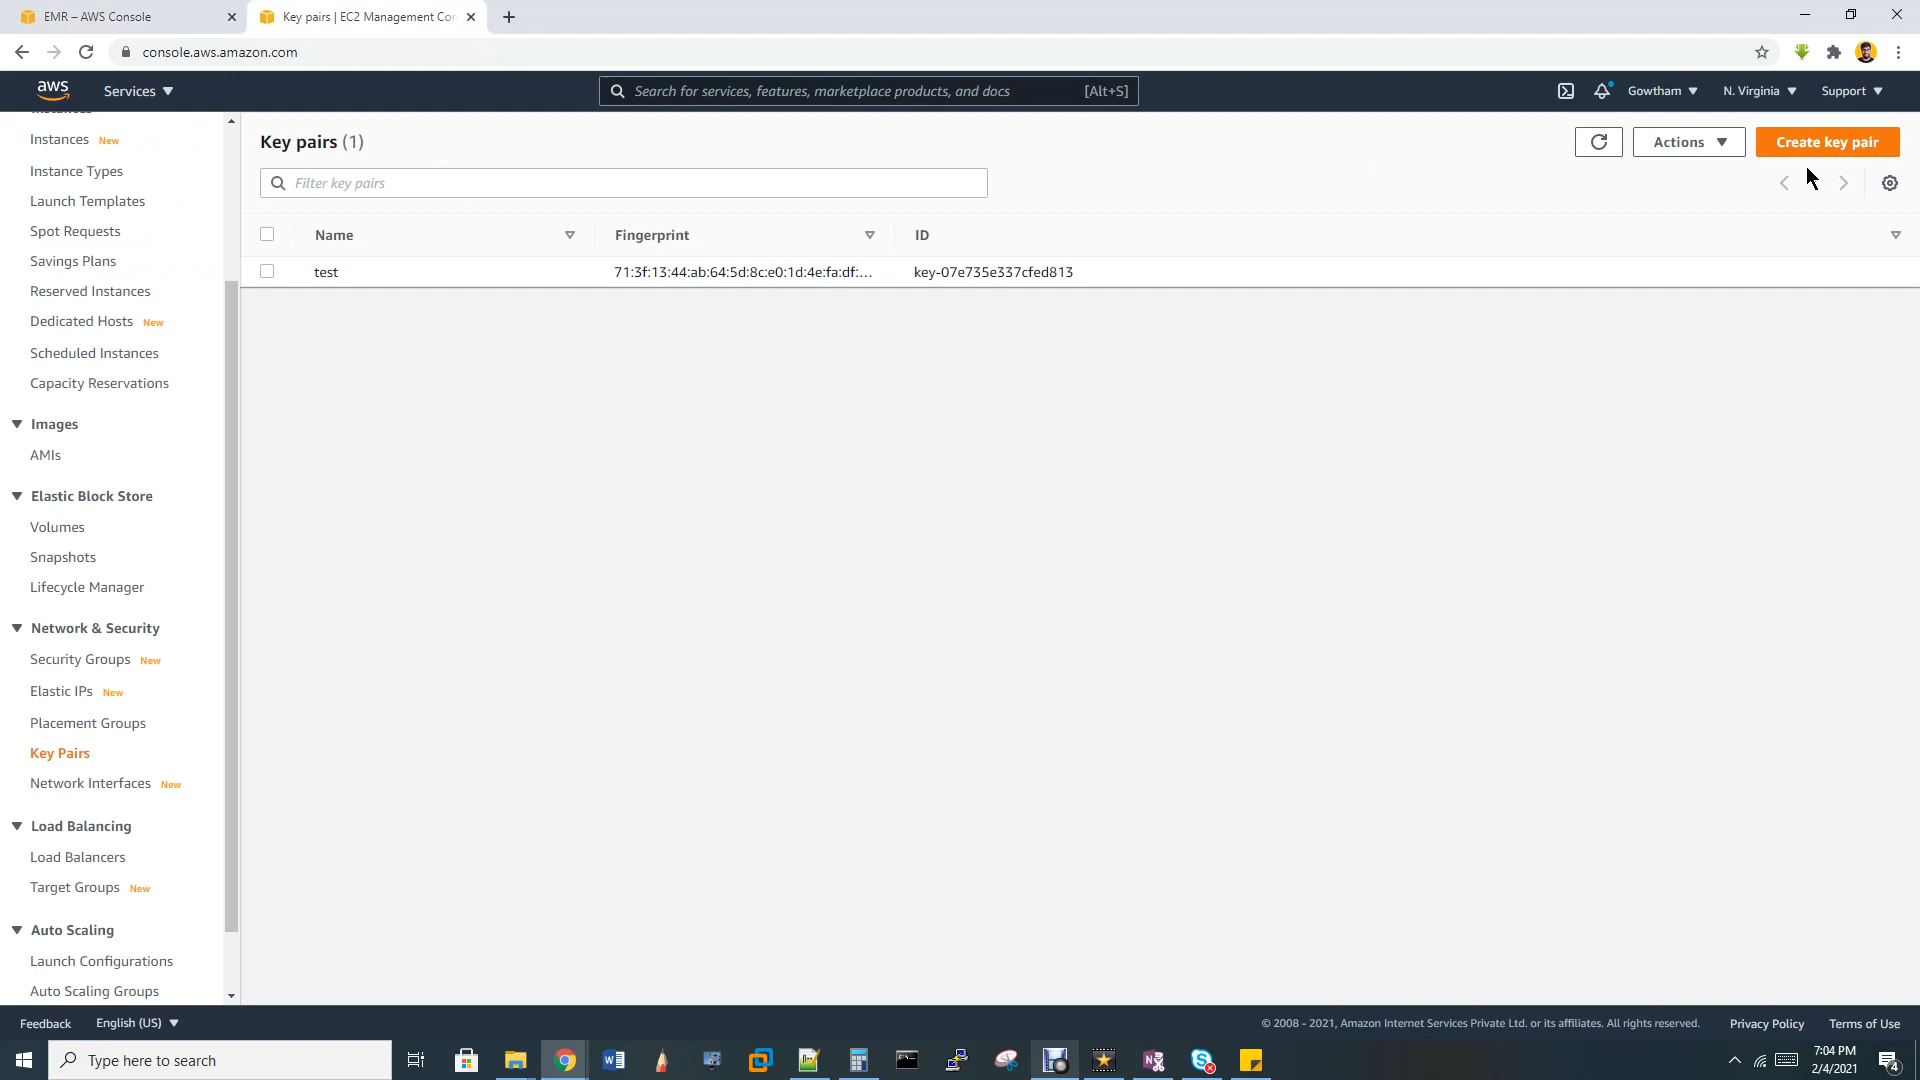 EMR – AWS Console
Key pairs | EC2 Management Con
console.aws.amazon.com
aws
Services
Search for services, features, marketplace products, and docs [Alt+S]
Gowtham
N. Virginia
Support
Instances New
Instance Types
Launch Templates
Spot Requests
Savings Plans
Reserved Instances
Dedicated Hosts New
Scheduled Instances
Capacity Reservations
Images
AMIs
Elastic Block Store
Volumes
Snapshots
Lifecycle Manager
Network & Security
Security Groups New
Elastic IPs New
Placement Groups
Key Pairs
Network Interfaces New
Load Balancing
Load Balancers
Target Groups New
Auto Scaling
Launch Configurations
Auto Scaling Groups
Key pairs (1)
Actions
Create key pair
Filter key pairs
Name Fingerprint ID
test 71:3f:13:44:ab:64:5d:8c:e0:1d:4e:fa:df:... key-07e735e337cfed813
Feedback
English (US)
© 2008 - 2021, Amazon Internet Services Private Ltd. or its affiliates. All rights reserved.
Privacy Policy
Terms of Use
Type here to search
7:04 PM
2/4/2021
4